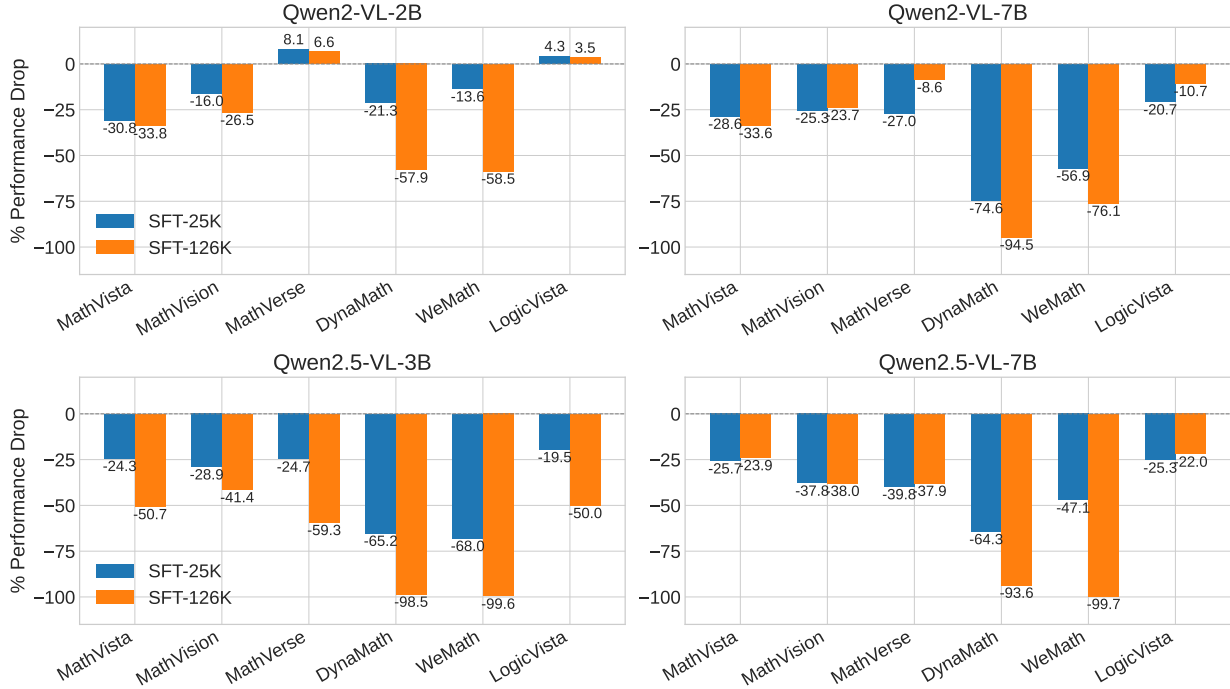 Qwen2-VL-2B
% Performance Drop
0
−25
−50
−75
−100
8.1 6.6 4.3 3.5
-30.8 -33.8 -16.0 -26.5 -21.3 -57.9 -13.6 -58.5
SFT-25K
SFT-126K
MathVista MathVision MathVerse DynaMath WeMath LogicVista
Qwen2-VL-7B
0
−25
−50
−75
−100
-28.6 -33.6 -25.3 -23.7 -27.0 -8.6 -74.6 -94.5 -56.9 -76.1 -20.7 -10.7
MathVista MathVision MathVerse DynaMath WeMath LogicVista
Qwen2.5-VL-3B
% Performance Drop
0
−25
−50
−75
−100
-24.3 -50.7 -28.9 -41.4 -24.7 -59.3 -65.2 -98.5 -68.0 -99.6 -19.5 -50.0
SFT-25K
SFT-126K
MathVista MathVision MathVerse DynaMath WeMath LogicVista
Qwen2.5-VL-7B
0
−25
−50
−75
−100
-25.7 -23.9 -37.8 -38.0 -39.8 -37.9 -64.3 -93.6 -47.1 -99.7 -25.3 -22.0
MathVista MathVision MathVerse DynaMath WeMath LogicVista